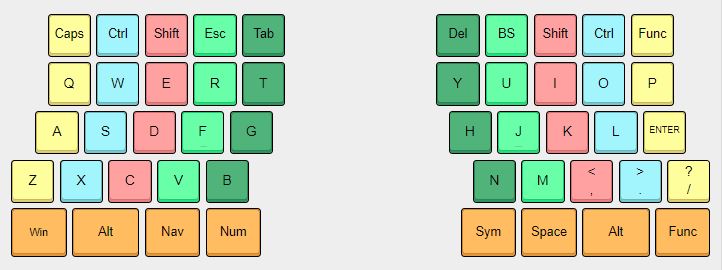 Caps Ctrl Shift Esc Tab Del BS Shift Ctrl Func
Q W E R T Y U I O P
A S D F G H J K L ENTER
Z X C V B N M < , > . ? /
Win Alt Nav Num Sym Space Alt Func